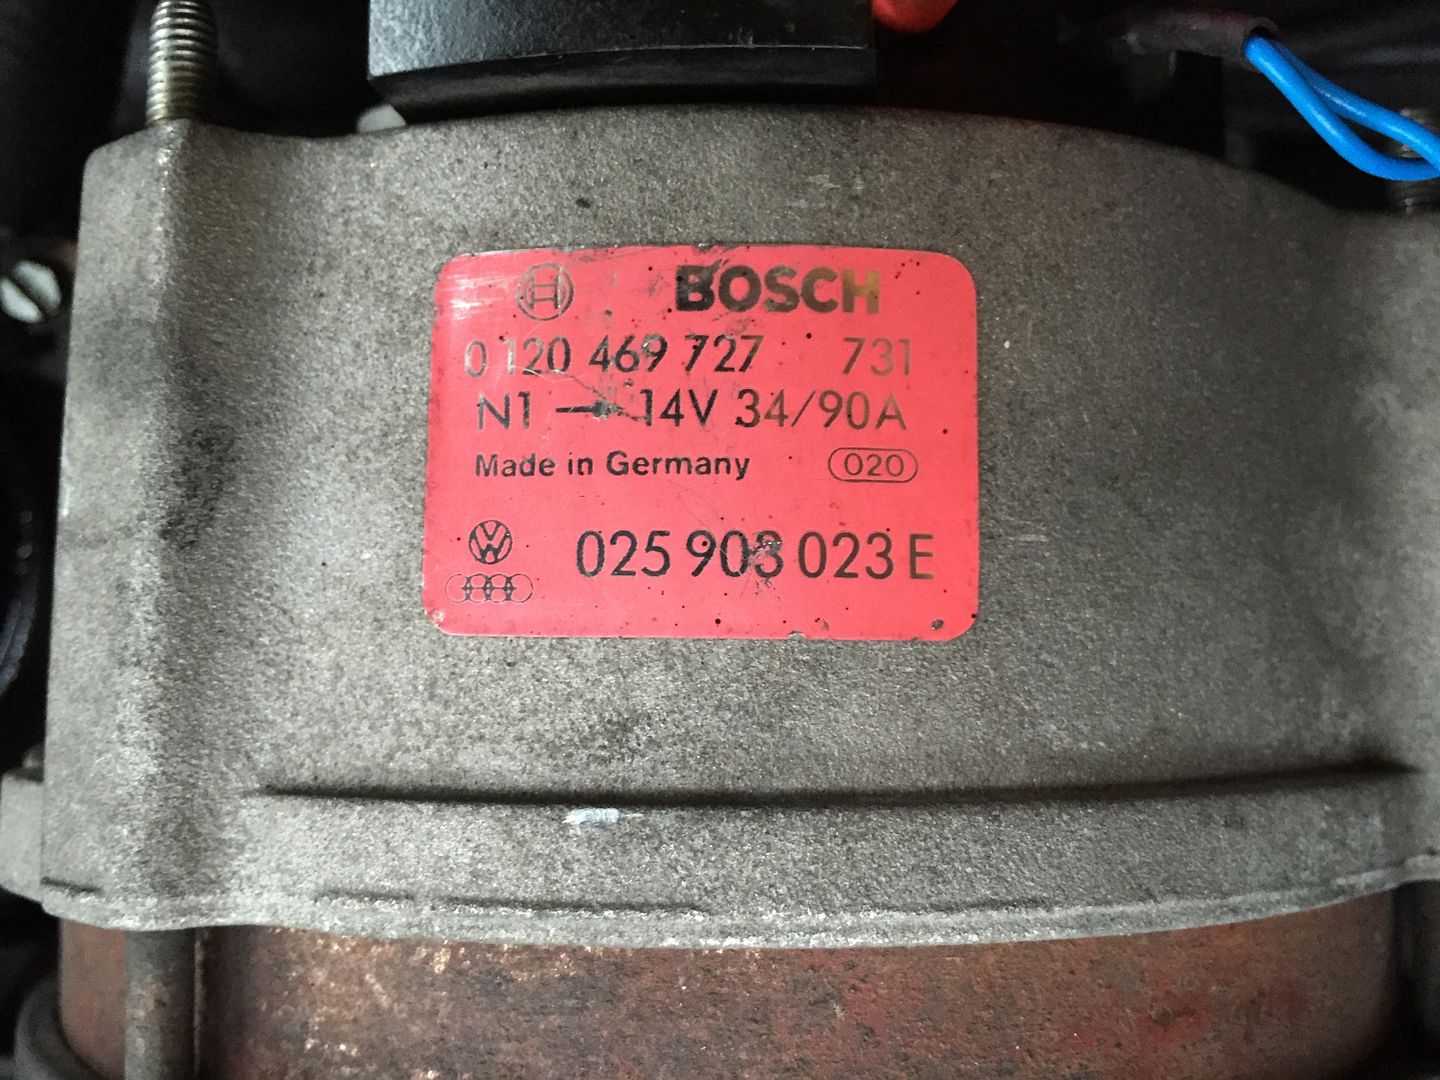 BOSCH
0 120 469 727 731
N1 → 14V 34/90A
Made in Germany 020
025 903 023 E